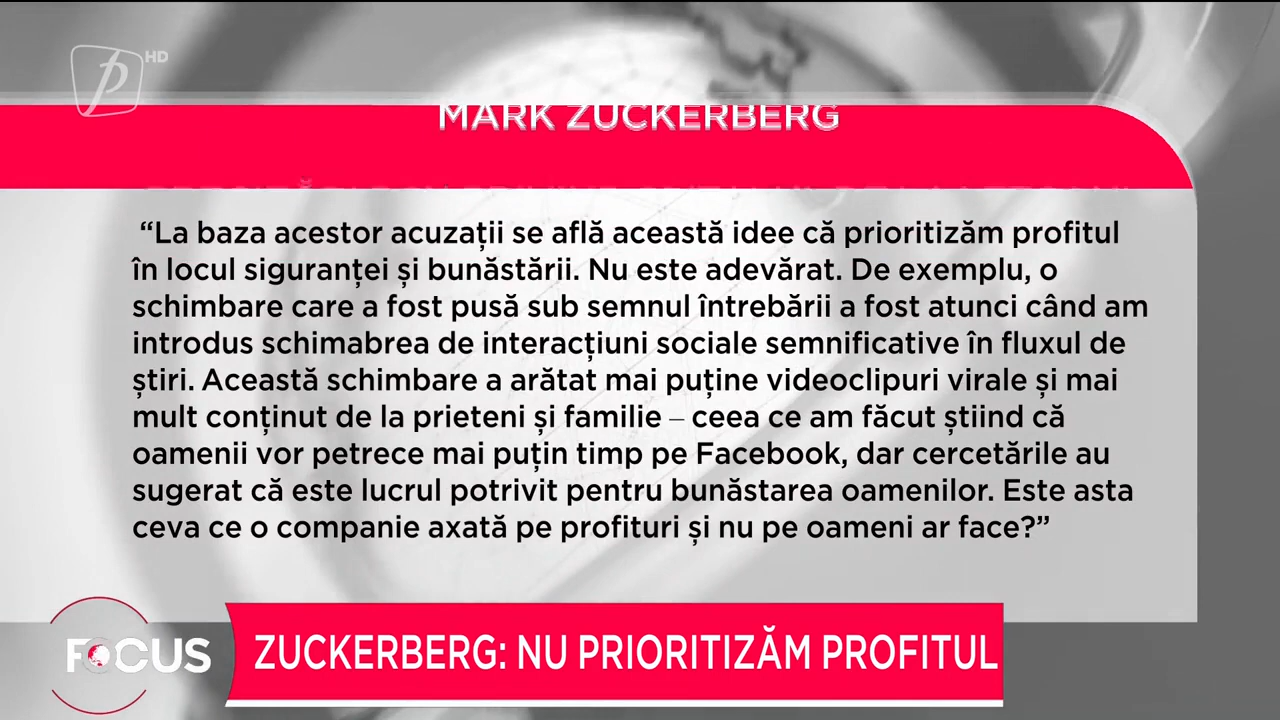 p HD
MARK ZUCKERBERG
“La baza acestor acuzații se află această idee că prioritizăm profitul
în locul siguranței și bunăstării. Nu este adevărat. De exemplu, o
schimbare care a fost pusă sub semnul întrebării a fost atunci când am
introdus schimabrea de interacțiuni sociale semnificative în fluxul de
știri. Această schimbare a arătat mai puține videoclipuri virale și mai
mult conținut de la prieteni și familie – ceea ce am făcut știind că
oamenii vor petrece mai puțin timp pe Facebook, dar cercetările au
sugerat că este lucrul potrivit pentru bunăstarea oamenilor. Este asta
ceva ce o companie axată pe profituri și nu pe oameni ar face?”
FOCUS
ZUCKERBERG: NU PRIORITIZĂM PROFITUL